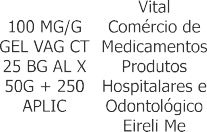 100 MG/G
GEL VAG CT
25 BG AL X
50G + 250
APLIC
Vital
Comércio de
Medicamentos
Produtos
Hospitalares e
Odontológico
Eireli Me